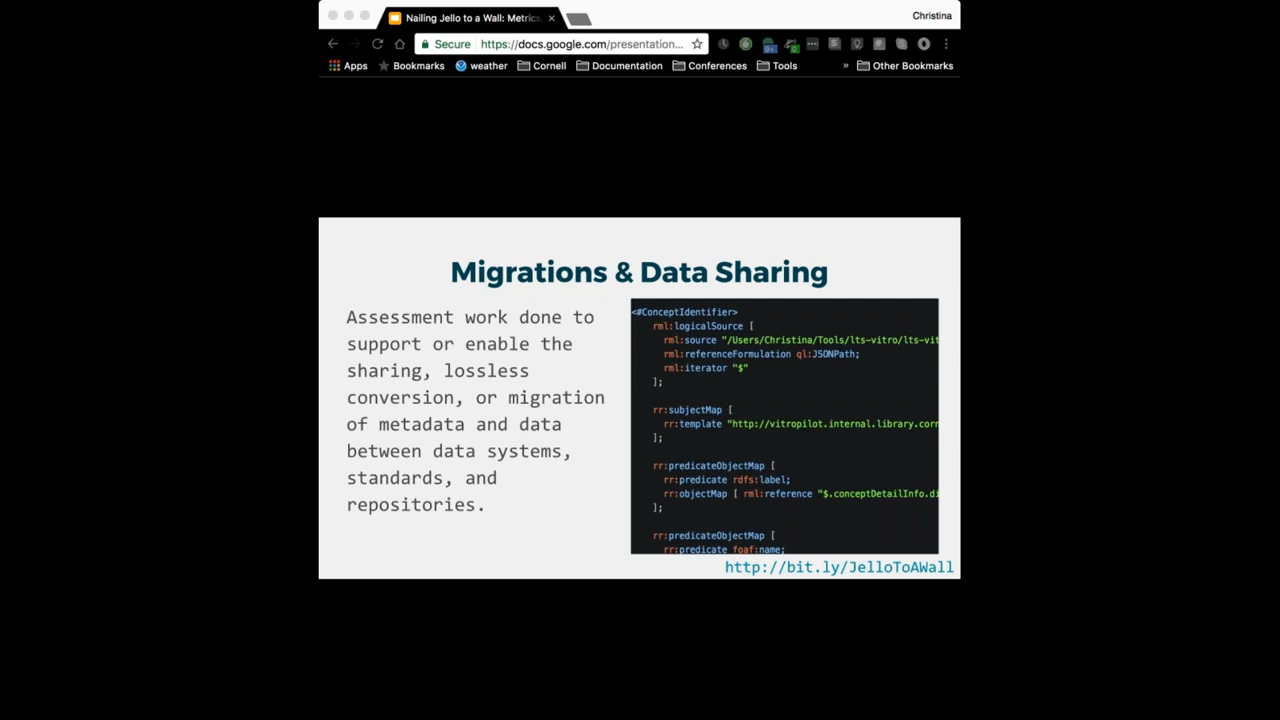 Nailing Jello to a Wall: Metrics,
Christina
Secure https://docs.google.com/presentation...
Apps Bookmarks weather Cornell Documentation Conferences Tools » Other Bookmarks
Migrations & Data Sharing
Assessment work done to
support or enable the
sharing, lossless
conversion, or migration
of metadata and data
between data systems,
standards, and
repositories.
<#ConceptIdentifier>
rml:logicalSource [
rml:source "/Users/Christina/Tools/lts-vitro/lts-vit
rml:referenceFormulation ql:JSONPath;
rml:iterator "$"
];
rr:subjectMap [
rr:template "http://vitropilot.internal.library.corn
];
rr:predicateObjectMap [
rr:predicate rdfs:label;
rr:objectMap [ rml:reference "$.conceptDetailInfo.di
];
rr:predicateObjectMap [
rr:predicate foaf:name;
http://bit.ly/JelloToAWall